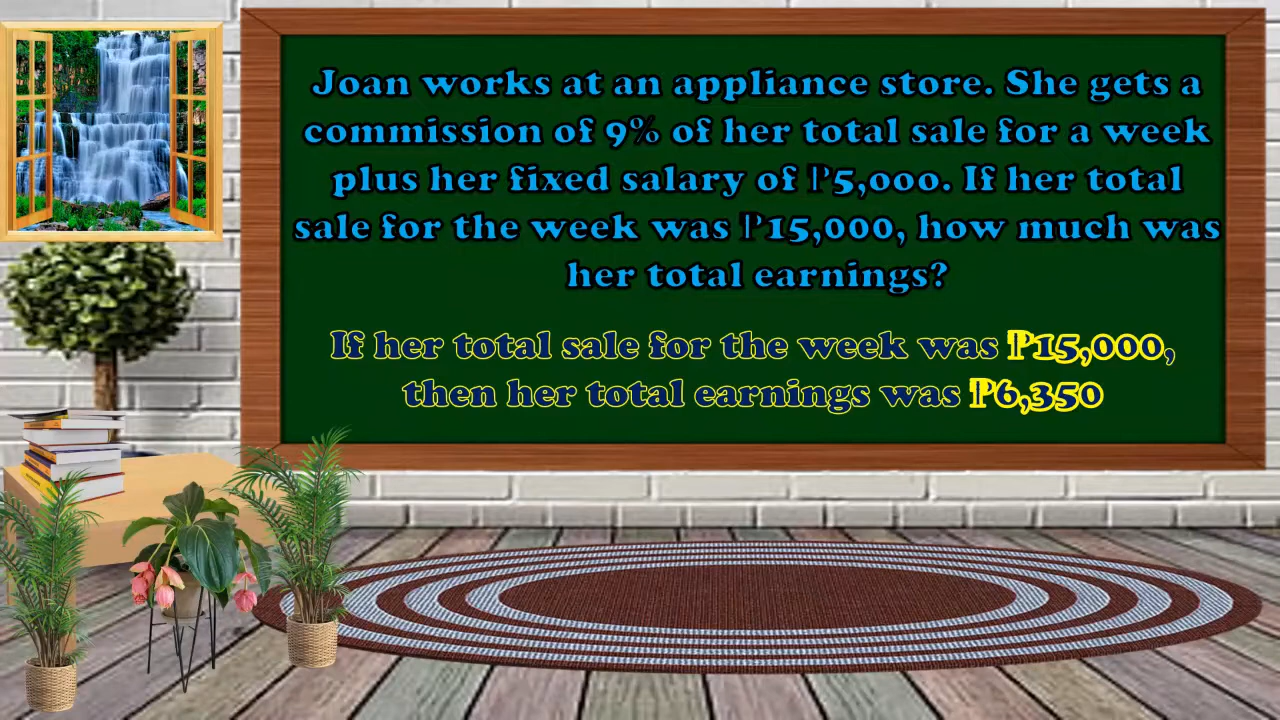 Joan works at an appliance store. She gets a
commission of 9% of her total sale for a week
plus her fixed salary of ₱5,000. If her total
sale for the week was ₱15,000, how much was
her total earnings?
If her total sale for the week was ₱15,000,
then her total earnings was ₱6,350